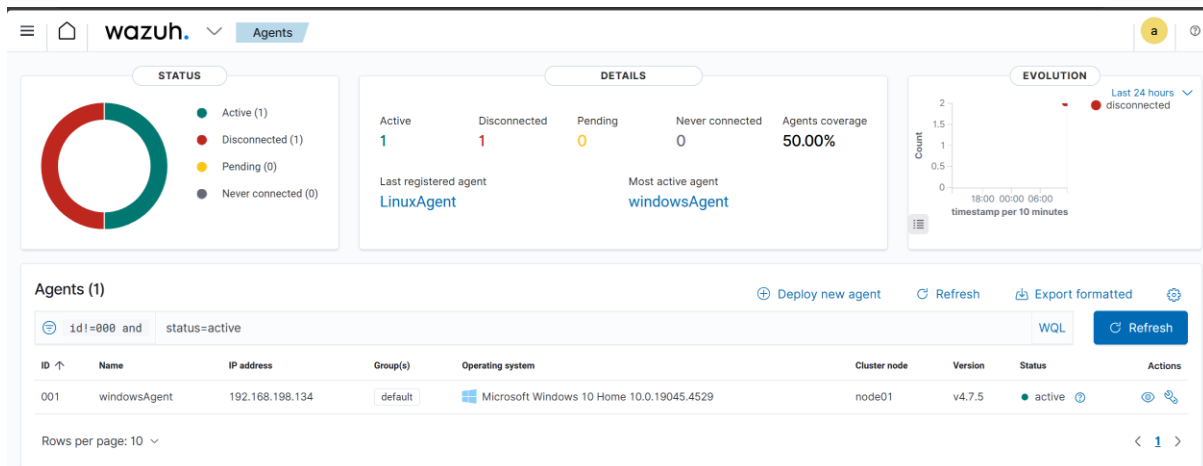 wazuh. Agents a
STATUS
Active (1)
Disconnected (1)
Pending (0)
Never connected (0)
DETAILS
Active Disconnected Pending Never connected Agents coverage
1 1 0 0 50.00%
Last registered agent Most active agent
LinuxAgent windowsAgent
EVOLUTION
Last 24 hours
disconnected
2
1.5
1
0.5
0
Count
18:00 00:00 06:00
timestamp per 10 minutes
Agents (1)
Deploy new agent Refresh Export formatted
id!=000 and status=active WQL Refresh
ID Name IP address Group(s) Operating system Cluster node Version Status Actions
001 windowsAgent 192.168.198.134 default Microsoft Windows 10 Home 10.0.19045.4529 node01 v4.7.5 active
Rows per page: 10
1